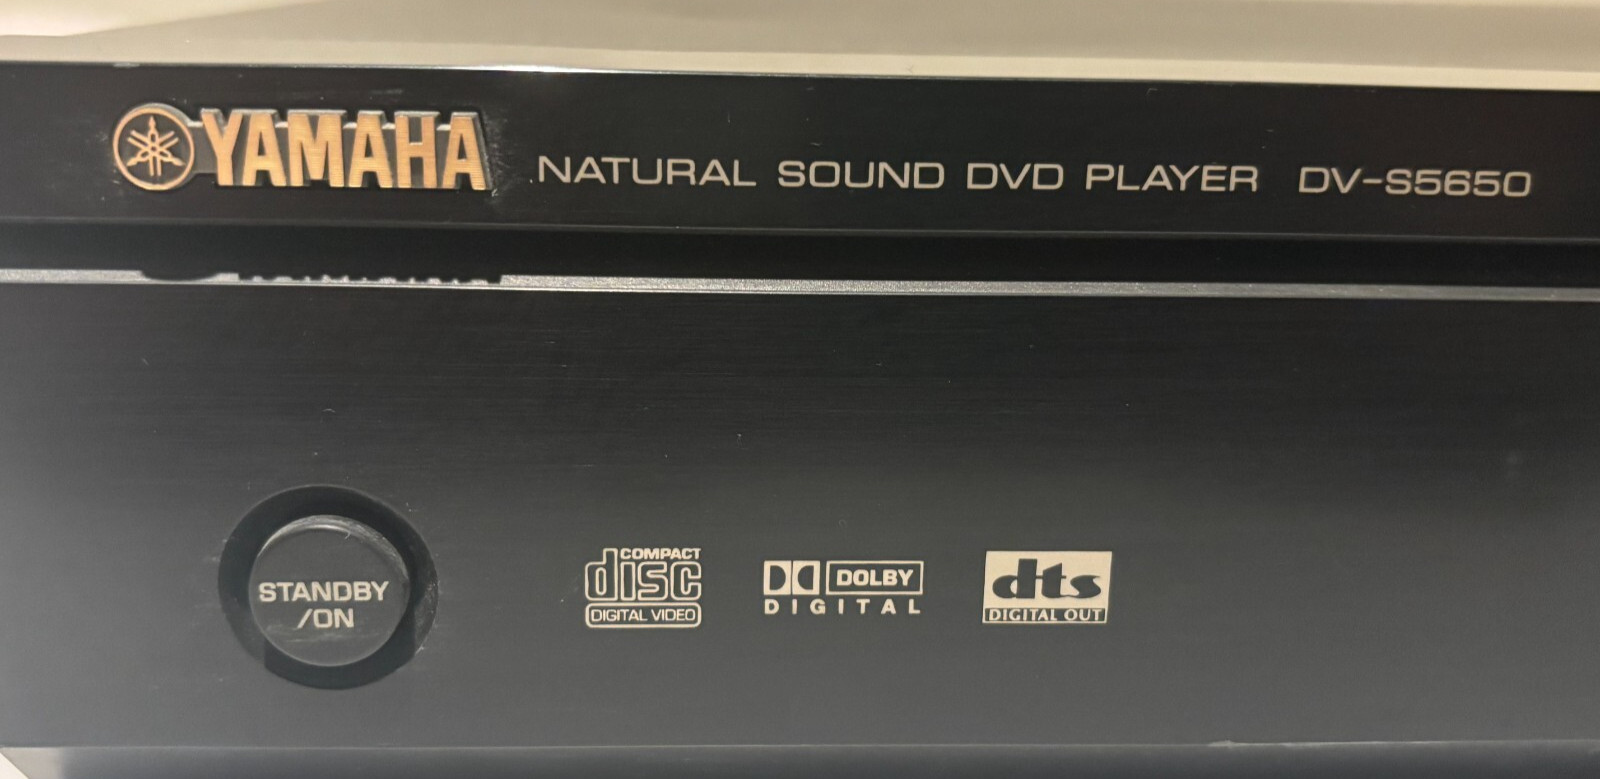 YAMAHA NATURAL SOUND DVD PLAYER DV-S5650
STANDBY
/ON
COMPACT
disc
DIGITAL VIDEO
DOLBY
DIGITAL
dts
DIGITAL OUT